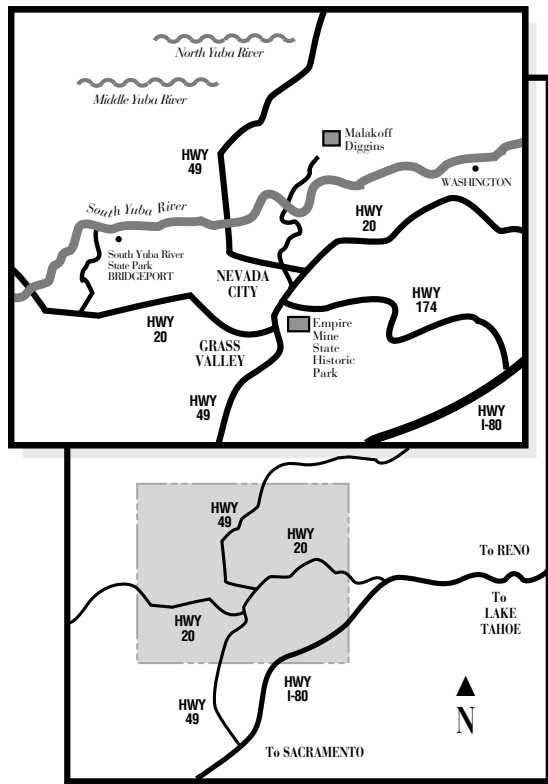 North Yuba River
Middle Yuba River
HWY
49
Malakoff
Diggins
WASHINGTON
South Yuba River
HWY
20
South Yuba River
State Park
BRIDGEPORT
NEVADA
CITY
HWY
174
HWY
20
GRASS
VALLEY
Empire
Mine
State
Historic
Park
HWY
49
HWY
I-80
HWY
49
HWY
20
To RENO
To
LAKE
TAHOE
HWY
20
HWY
I-80
HWY
49
N
To SACRAMENTO